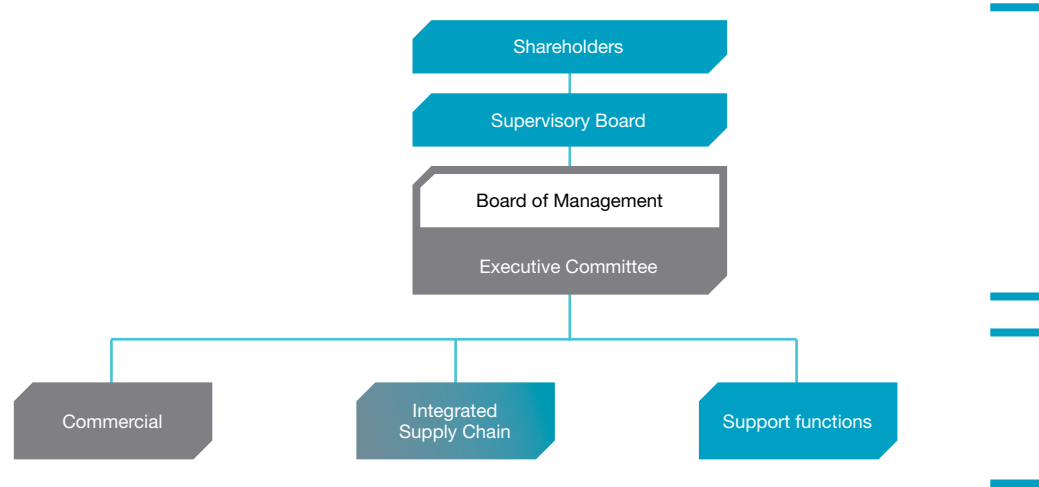 Shareholders
Supervisory Board
Board of Management
Executive Committee
Commercial
Integrated
Supply Chain
Support functions